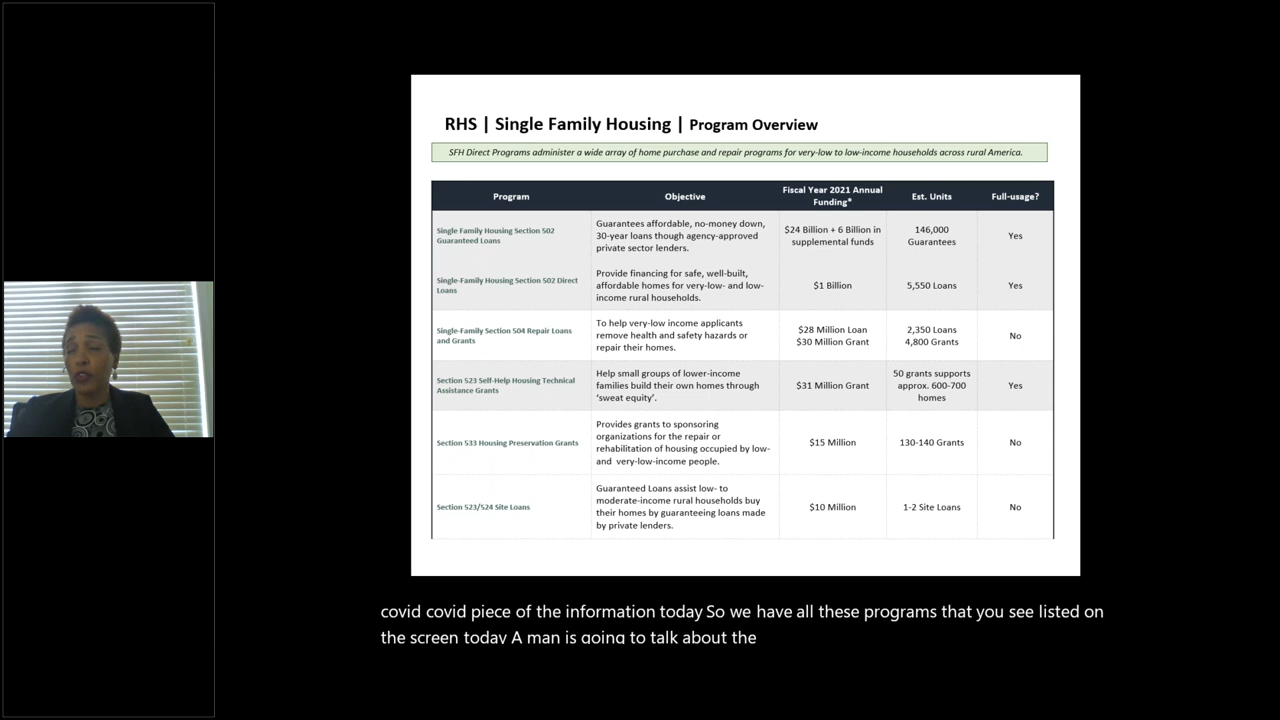 RHS | Single Family Housing | Program Overview
SFH Direct Programs administer a wide array of home purchase and repair programs for very-low to low-income households across rural America.
Program
Objective
Fiscal Year 2021 Annual
Funding*
Est. Units
Full-usage?
Single Family Housing Section 502
Guaranteed Loans
Guarantees affordable, no-money down,
30-year loans though agency-approved
private sector lenders.
$24 Billion + 6 Billion in
supplemental funds
146,000
Guarantees
Yes
Single-Family Housing Section 502 Direct
Loans
Provide financing for safe, well-built,
affordable homes for very-low- and low-
income rural households.
$1 Billion
5,550 Loans
Yes
Single-Family Section 504 Repair Loans
and Grants
To help very-low income applicants
remove health and safety hazards or
repair their homes.
$28 Million Loan
$30 Million Grant
2,350 Loans
4,800 Grants
No
Section 523 Self-Help Housing Technical
Assistance Grants
Help small groups of lower-income
families build their own homes through
‘sweat equity’.
$31 Million Grant
50 grants supports
approx. 600-700
homes
Yes
Section 533 Housing Preservation Grants
Provides grants to sponsoring
organizations for the repair or
rehabilitation of housing occupied by low-
and very-low-income people.
$15 Million
130-140 Grants
No
Section 523/524 Site Loans
Guaranteed Loans assist low- to
moderate-income rural households buy
their homes by guaranteeing loans made
by private lenders.
$10 Million
1-2 Site Loans
No
covid covid piece of the information today So we have all these programs that you see listed on
the screen today A man is going to talk about the